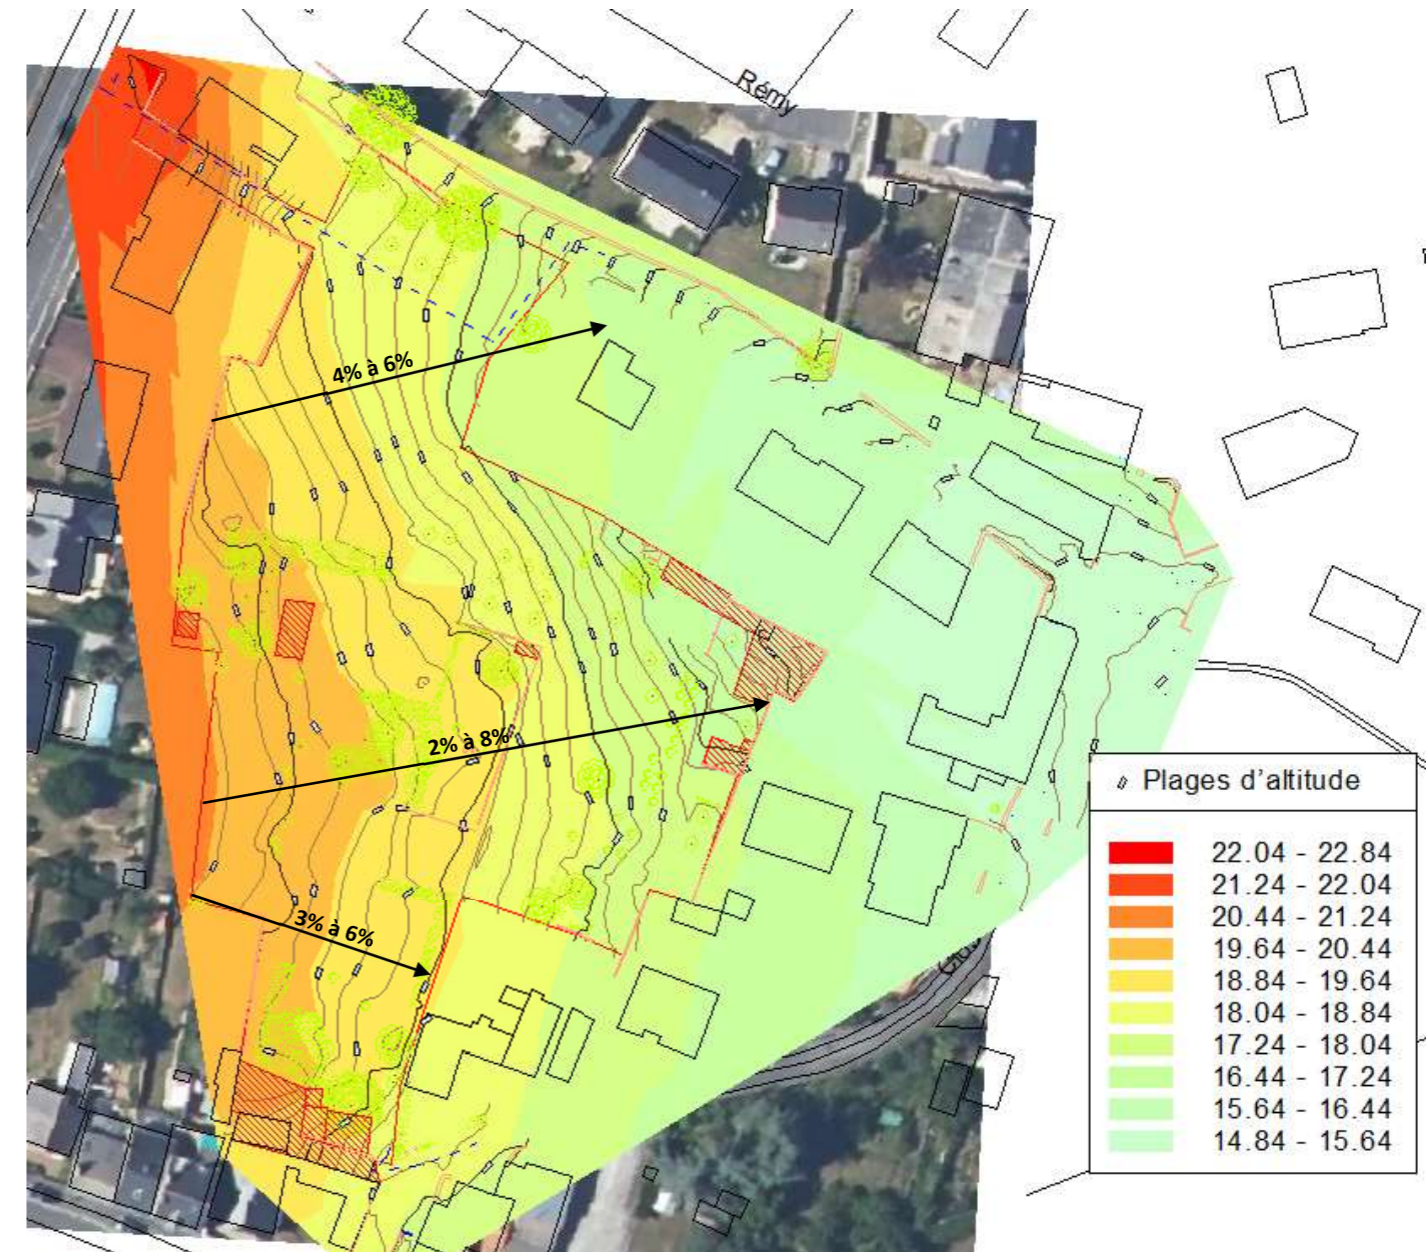 Rémy
4% à 6%
2% à 8%
3% à 6%
Plages d'altitude
22.04 - 22.84
21.24 - 22.04
20.44 - 21.24
19.64 - 20.44
18.84 - 19.64
18.04 - 18.84
17.24 - 18.04
16.44 - 17.24
15.64 - 16.44
14.84 - 15.64